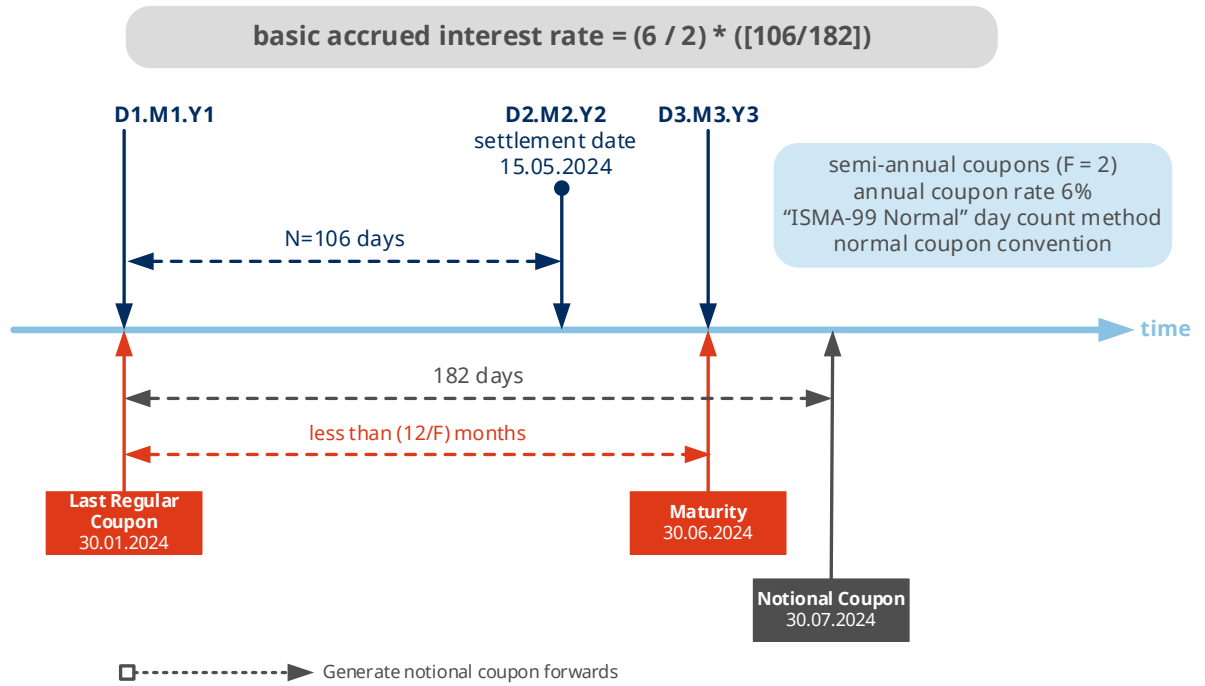 basic accrued interest rate = (6 / 2) * ([106/182])
D1.M1.Y1
D2.M2.Y2
settlement date
15.05.2024
D3.M3.Y3
semi-annual coupons (F = 2)
annual coupon rate 6%
“ISMA-99 Normal” day count method
normal coupon convention
N=106 days
time
182 days
less than (12/F) months
Last Regular
Coupon
30.01.2024
Maturity
30.06.2024
Notional Coupon
30.07.2024
Generate notional coupon forwards